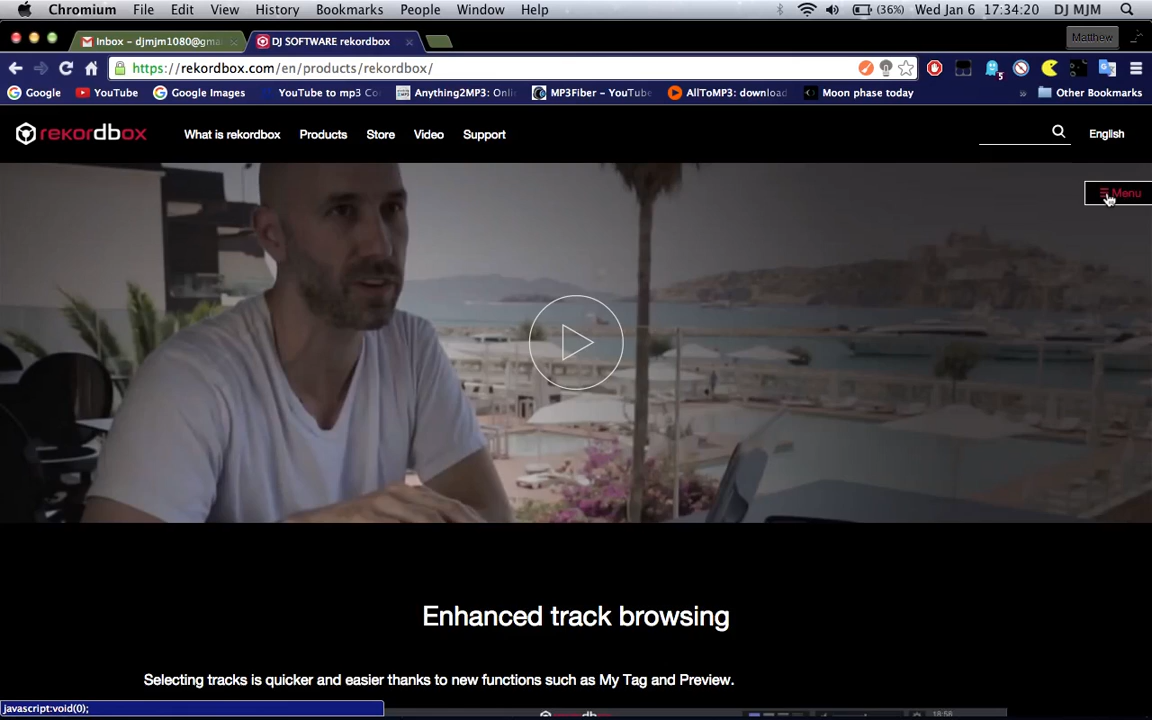 Chromium File Edit View History Bookmarks People Window Help (36%) Wed Jan 6 17:34:20 DJ MJM
Inbox - djmjm1080@gma DJ SOFTWARE rekordbox Matthew
https://rekordbox.com/en/products/rekordbox/ 5
Google YouTube Google Images YouTube to mp3 Co Anything2MP3: Onli MP3Fiber - YouTube AllToMP3: download Moon phase today » Other Bookmarks
rekordbox What is rekordbox Products Store Video Support English
Menu
Enhanced track browsing
Selecting tracks is quicker and easier thanks to new functions such as My Tag and Preview.
javascript:void(0);
18:58